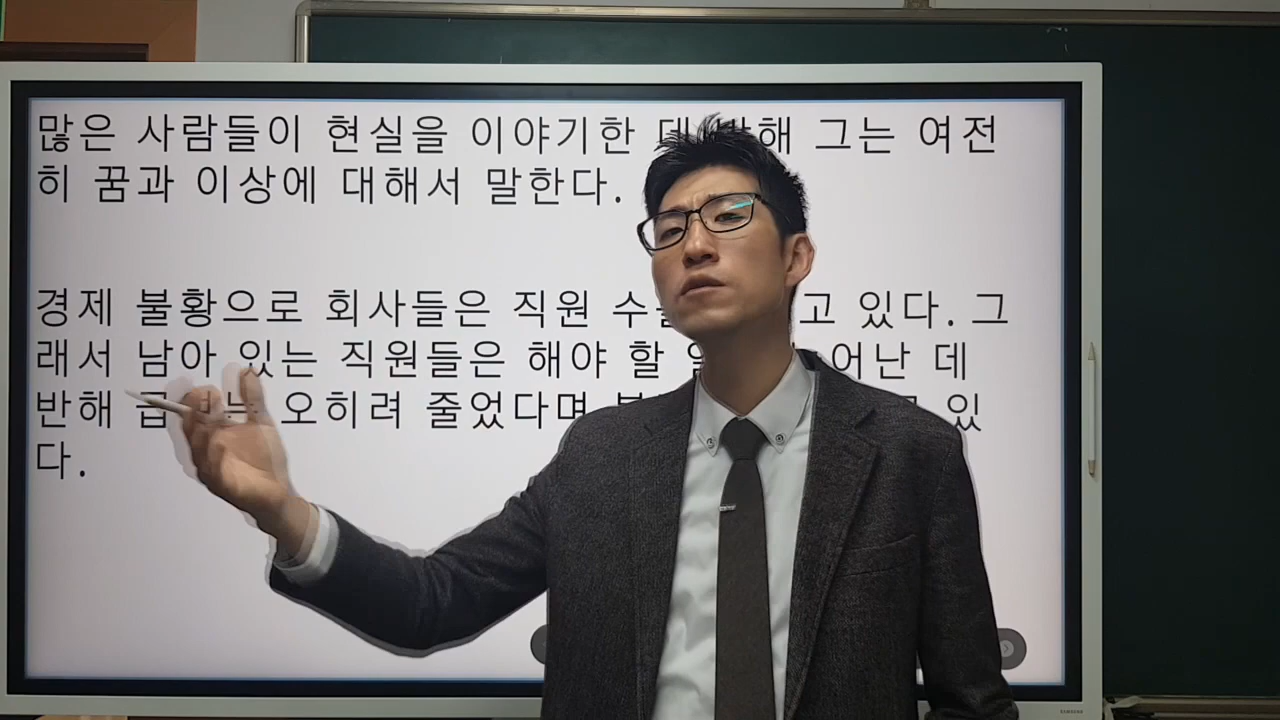 많은 사람들이 현실을 이야기한 데 반해 그는 여전
히 꿈과 이상에 대해서 말한다.
경제 불황으로 회사들은 직원 수를 고 있다. 그
래서 남아 있는 직원들은 해야 할 어난 데
반해 오히려 줄었다며 있
다.
SAMSUNG